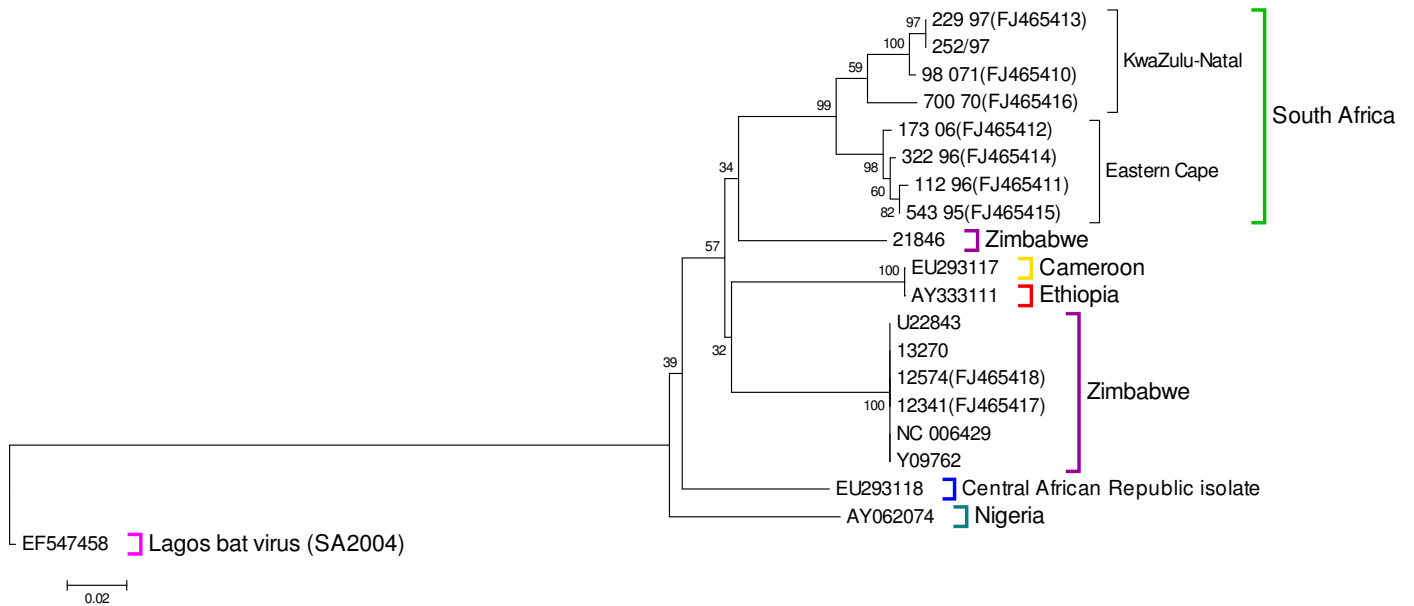 97
229 97(FJ465413)
252/97
100
98 071(FJ465410)
KwaZulu-Natal
59
700 70(FJ465416)
99
South Africa
173 06(FJ465412)
322 96(FJ465414)
98
Eastern Cape
112 96(FJ465411)
60
543 95(FJ465415)
82
34
21846
Zimbabwe
57
100
EU293117
Cameroon
AY333111
Ethiopia
U22843
13270
32
12574(FJ465418)
39
12341(FJ465417)
100
Zimbabwe
NC 006429
Y09762
EU293118
Central African Republic isolate
AY062074
Nigeria
EF547458
Lagos bat virus (SA2004)
0.02